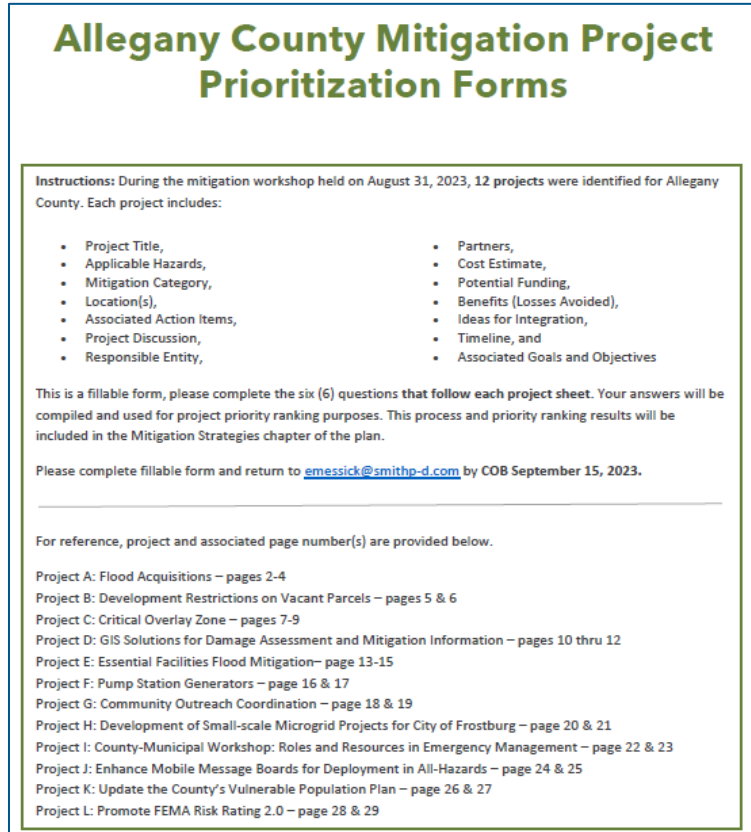 Allegany County Mitigation Project
Prioritization Forms
Instructions: During the mitigation workshop held on August 31, 2023, 12 projects were identified for Allegany
County. Each project includes:
• Project Title,
• Applicable Hazards,
• Mitigation Category,
• Location(s),
• Associated Action Items,
• Project Discussion,
• Responsible Entity,
• Partners,
• Cost Estimate,
• Potential Funding,
• Benefits (Losses Avoided),
• Ideas for Integration,
• Timeline, and
• Associated Goals and Objectives
This is a fillable form, please complete the six (6) questions that follow each project sheet. Your answers will be
compiled and used for project priority ranking purposes. This process and priority ranking results will be
included in the Mitigation Strategies chapter of the plan.
Please complete fillable form and return to emessick@smithp-d.com by COB September 15, 2023.
For reference, project and associated page number(s) are provided below.
Project A: Flood Acquisitions – pages 2-4
Project B: Development Restrictions on Vacant Parcels – pages 5 & 6
Project C: Critical Overlay Zone – pages 7-9
Project D: GIS Solutions for Damage Assessment and Mitigation Information – pages 10 thru 12
Project E: Essential Facilities Flood Mitigation– page 13-15
Project F: Pump Station Generators – page 16 & 17
Project G: Community Outreach Coordination – page 18 & 19
Project H: Development of Small-scale Microgrid Projects for City of Frostburg – page 20 & 21
Project I: County-Municipal Workshop: Roles and Resources in Emergency Management – page 22 & 23
Project J: Enhance Mobile Message Boards for Deployment in All-Hazards – page 24 & 25
Project K: Update the County's Vulnerable Population Plan – page 26 & 27
Project L: Promote FEMA Risk Rating 2.0 – page 28 & 29